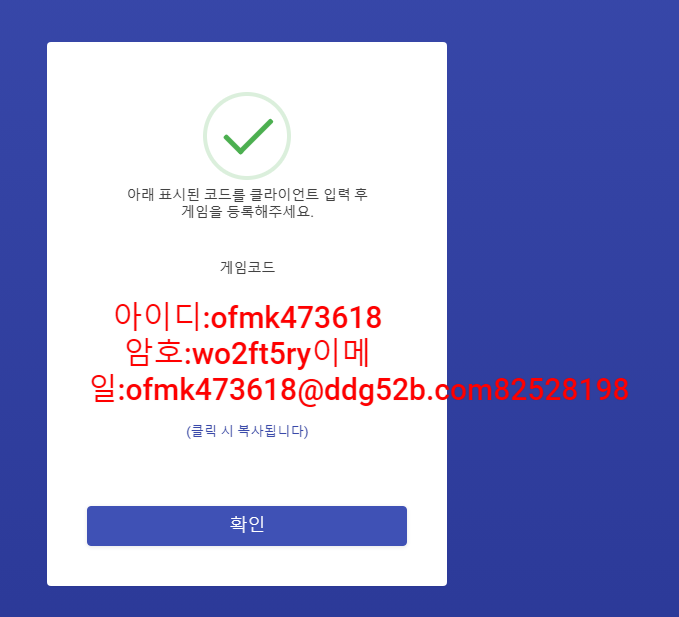 아래 표시된 코드를 클라이언트 입력 후
게임을 등록해주세요.
게임코드
아이디:ofmk473618
암호:wo2ft5ry이메
일:ofmk473618@ddg52b.com82528198
(클릭 시 복사됩니다)
확인